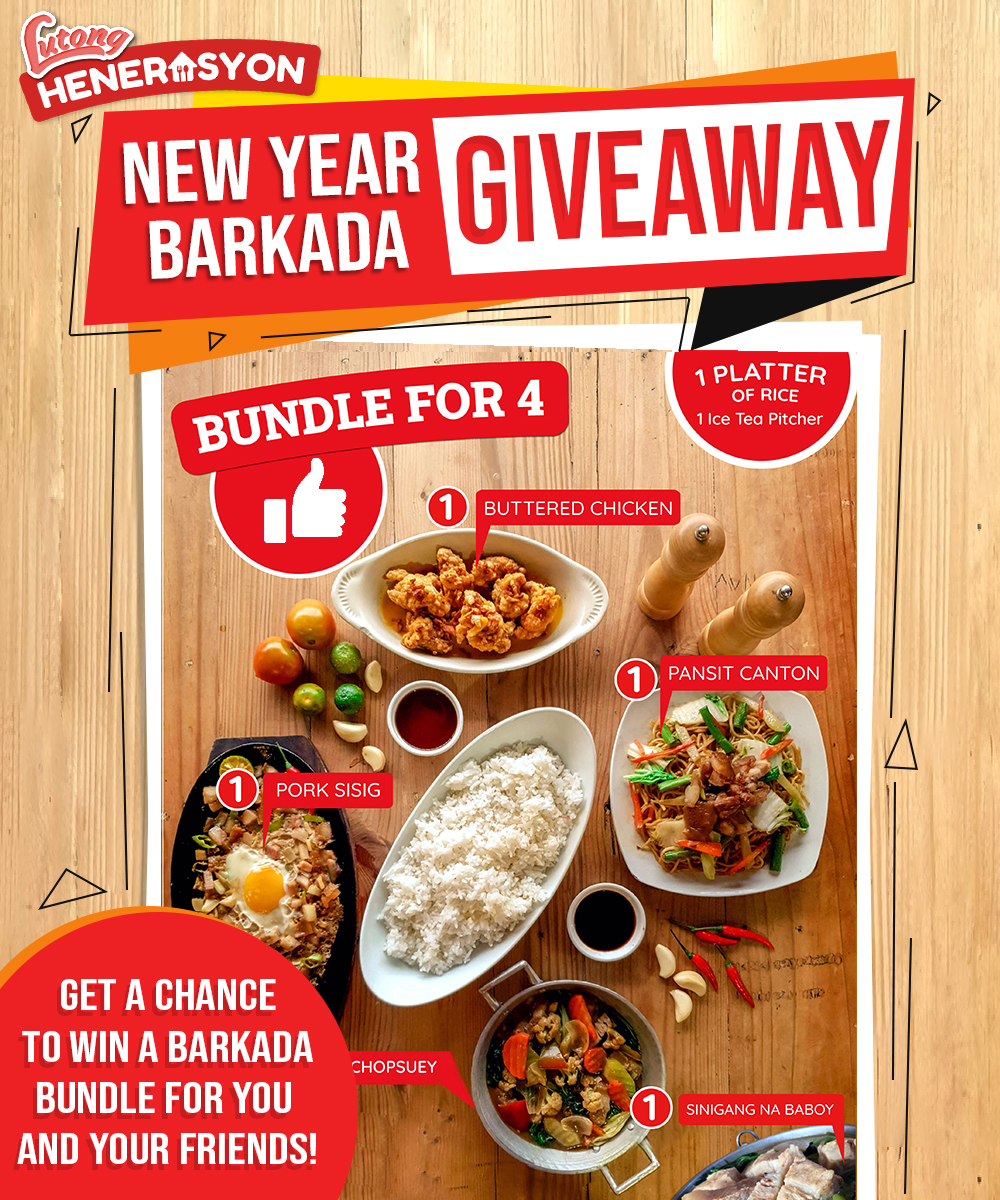 Lutong
HENERASYON
NEW YEAR
BARKADA
GIVEAWAY
BUNDLE FOR 4
1 PLATTER
OF RICE
1 Ice Tea Pitcher
1 BUTTERED CHICKEN
1 PANSIT CANTON
1 PORK SISIG
CHOPSUEY
1 SINIGANG NA BABOY
GET A CHANCE
TO WIN A BARKADA
BUNDLE FOR YOU
AND YOUR FRIENDS!